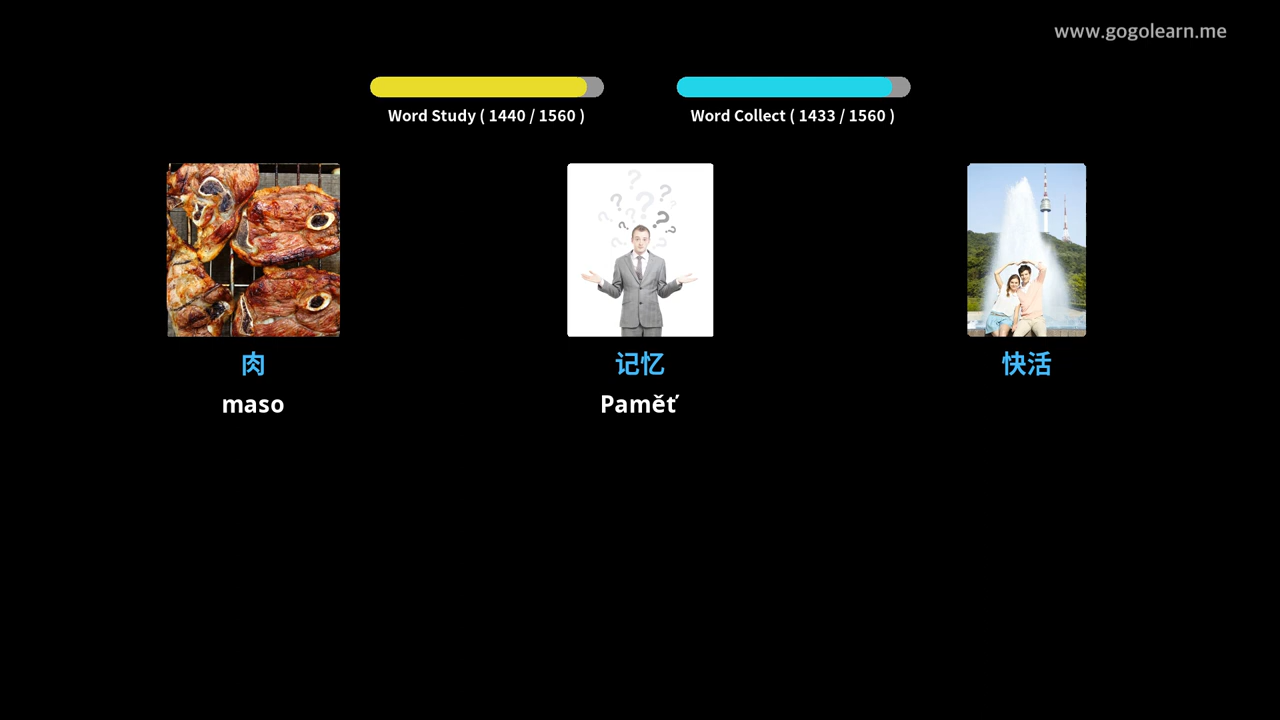 www.gogolearn.me
Word Study ( 1440 / 1560 )
Word Collect ( 1433 / 1560 )
肉
记忆
快活
maso
Paměť